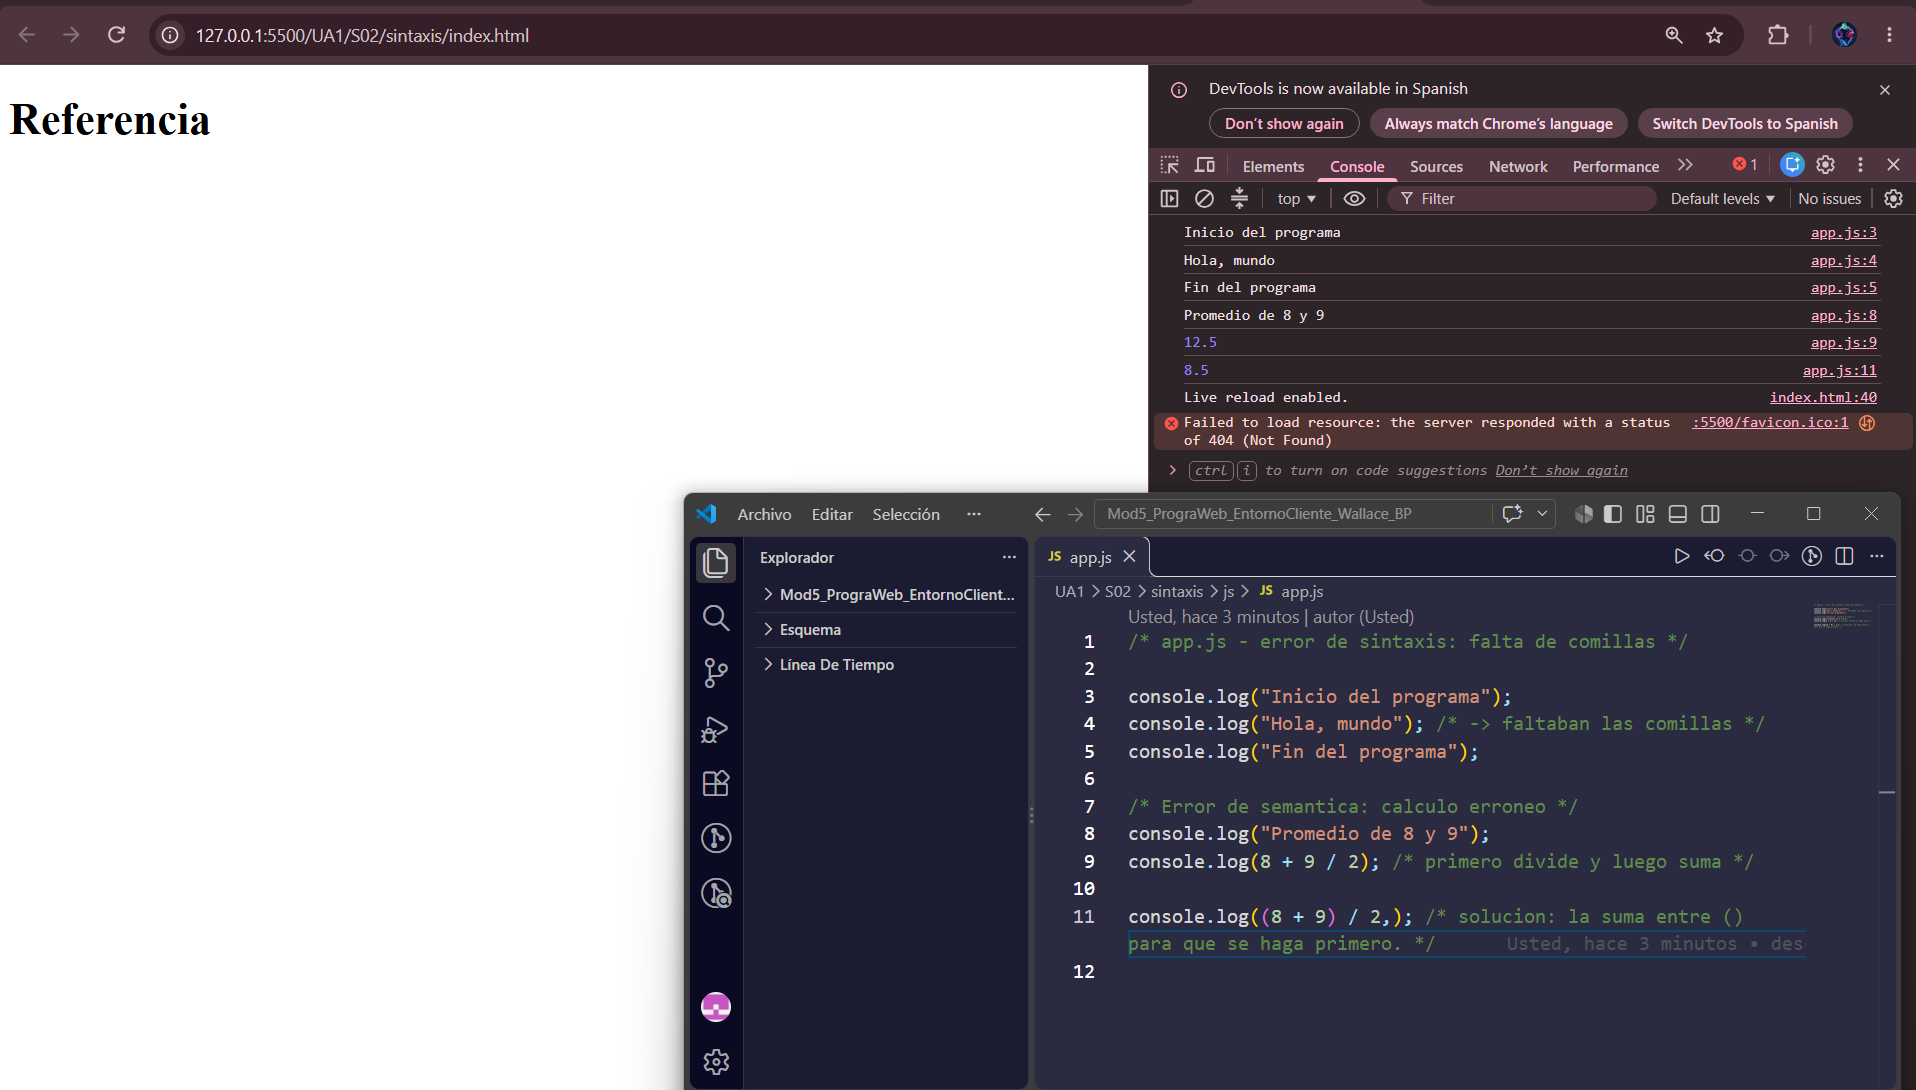 127.0.0.1:5500/UA1/S02/sintaxis/index.html
Referencia
DevTools is now available in Spanish
Don't show again
Always match Chrome's language
Switch DevTools to Spanish
Elements
Console
Sources
Network
Performance
1
top
Filter
Default levels
No issues
Inicio del programa app.js:3
Hola, mundo app.js:4
Fin del programa app.js:5
Promedio de 8 y 9 app.js:8
12.5 app.js:9
8.5 app.js:11
Live reload enabled. index.html:40
Failed to load resource: the server responded with a status :5500/favicon.ico:1
of 404 (Not Found)
ctrl i to turn on code suggestions Don't show again
Archivo
Editar
Selección
Mod5_PrograWeb_EntornoCliente_Wallace_BP
Explorador
Mod5_PrograWeb_EntornoClient...
Esquema
Línea De Tiempo
JS app.js
UA1 > S02 > sintaxis > js > JS app.js
Usted, hace 3 minutos | autor (Usted)
1 /* app.js - error de sintaxis: falta de comillas */
2
3 console.log("Inicio del programa");
4 console.log("Hola, mundo"); /* -> faltaban las comillas */
5 console.log("Fin del programa");
6
7 /* Error de semantica: calculo erroneo */
8 console.log("Promedio de 8 y 9");
9 console.log(8 + 9 / 2); /* primero divide y luego suma */
10
11 console.log((8 + 9) / 2,); /* solucion: la suma entre ()
para que se haga primero. */ Usted, hace 3 minutos • des
12